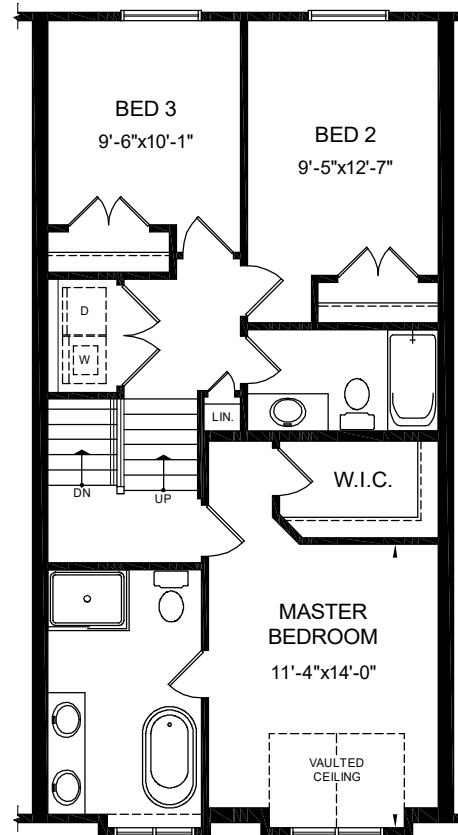 BED 3
9'-6"x10'-1"
BED 2
9'-5"x12'-7"
D
W
LIN.
DN
UP
W.I.C.
MASTER
BEDROOM
11'-4"x14'-0"
VAULTED
CEILING